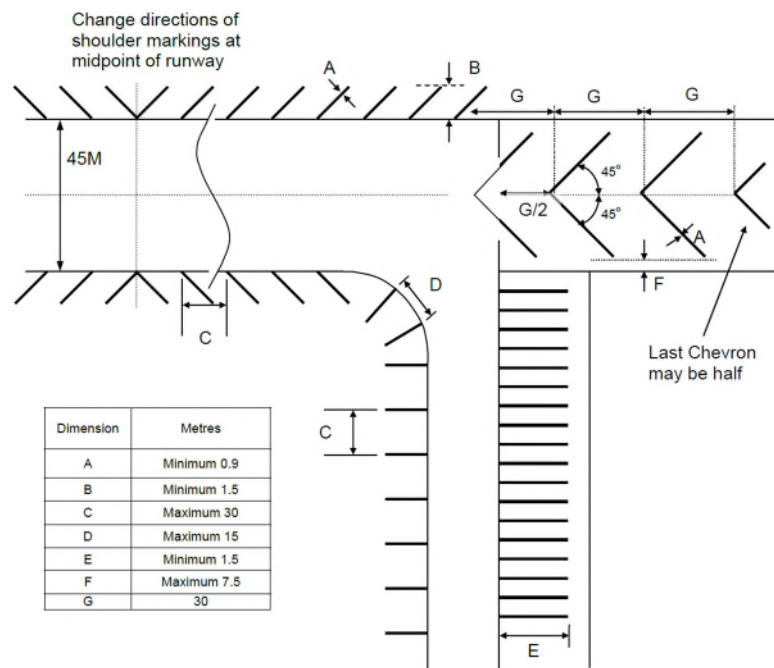 Change directions of
shoulder markings at
midpoint of runway
A
B
G
G
G
45M
45°
45°
G/2
A
F
D
C
Last Chevron
may be half
C
E
Dimension Metres
A Minimum 0.9
B Minimum 1.5
C Maximum 30
D Maximum 15
E Minimum 1.5
F Maximum 7.5
G 30